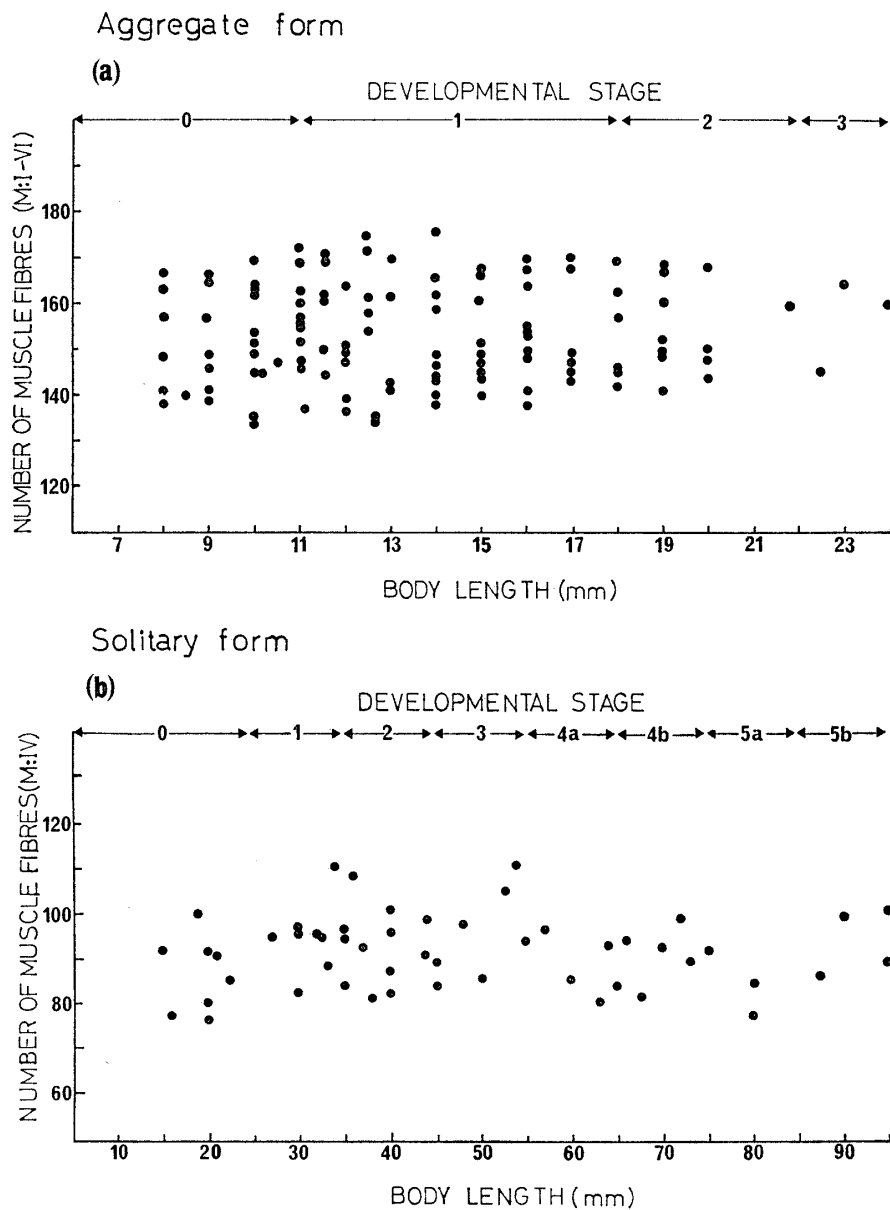 Aggregate form
(a)
DEVELOPMENTAL STAGE
0 1 2 3
NUMBER OF MUSCLE FIBRES (M:I-VI)
180
160
140
120
7 9 11 13 15 17 19 21 23
BODY LENGTH (mm)
Solitary form
(b)
DEVELOPMENTAL STAGE
0 1 2 3 4a 4b 5a 5b
NUMBER OF MUSCLE FIBRES (M:IV)
120
100
80
60
10 20 30 40 50 60 70 80 90
BODY LENGTH (mm)